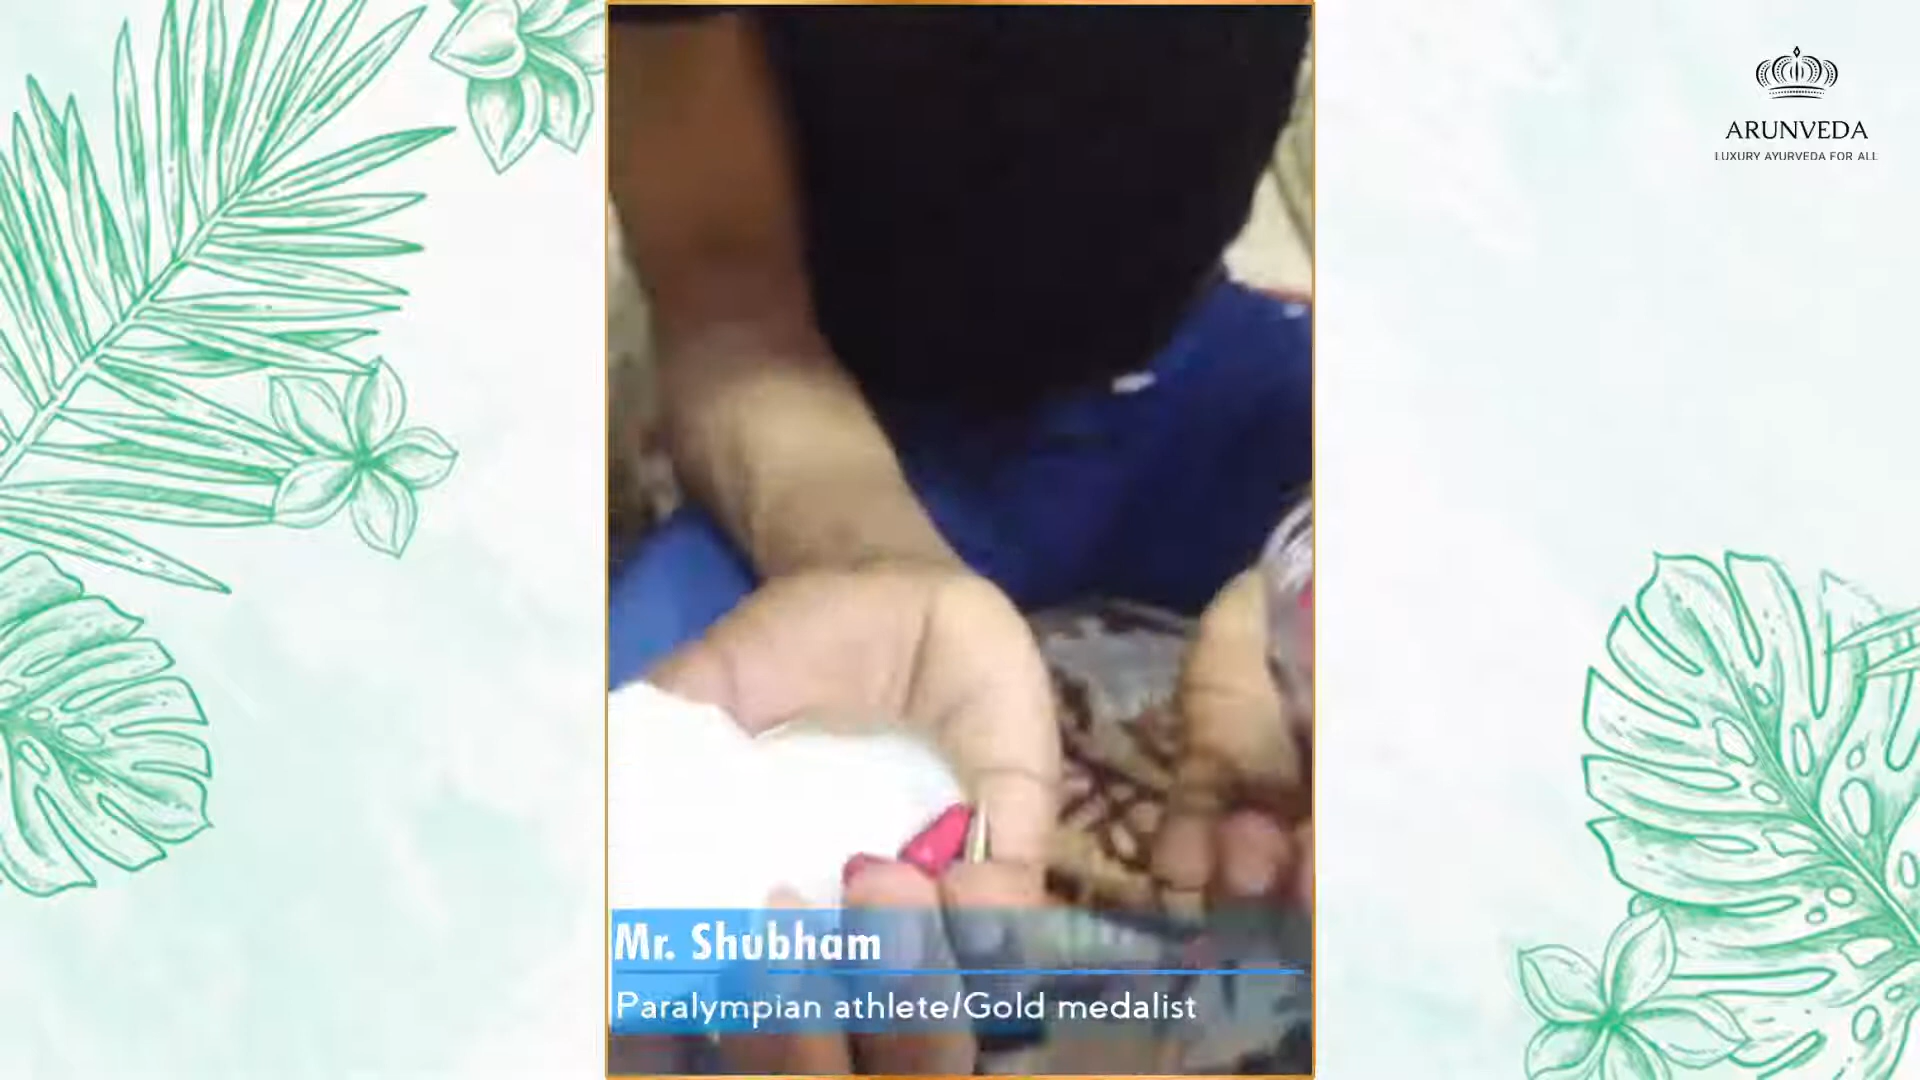 ARUNVEDA
LUXURY AYURVEDA FOR ALL
Mr. Shubham
Paralympian athlete/Gold medalist